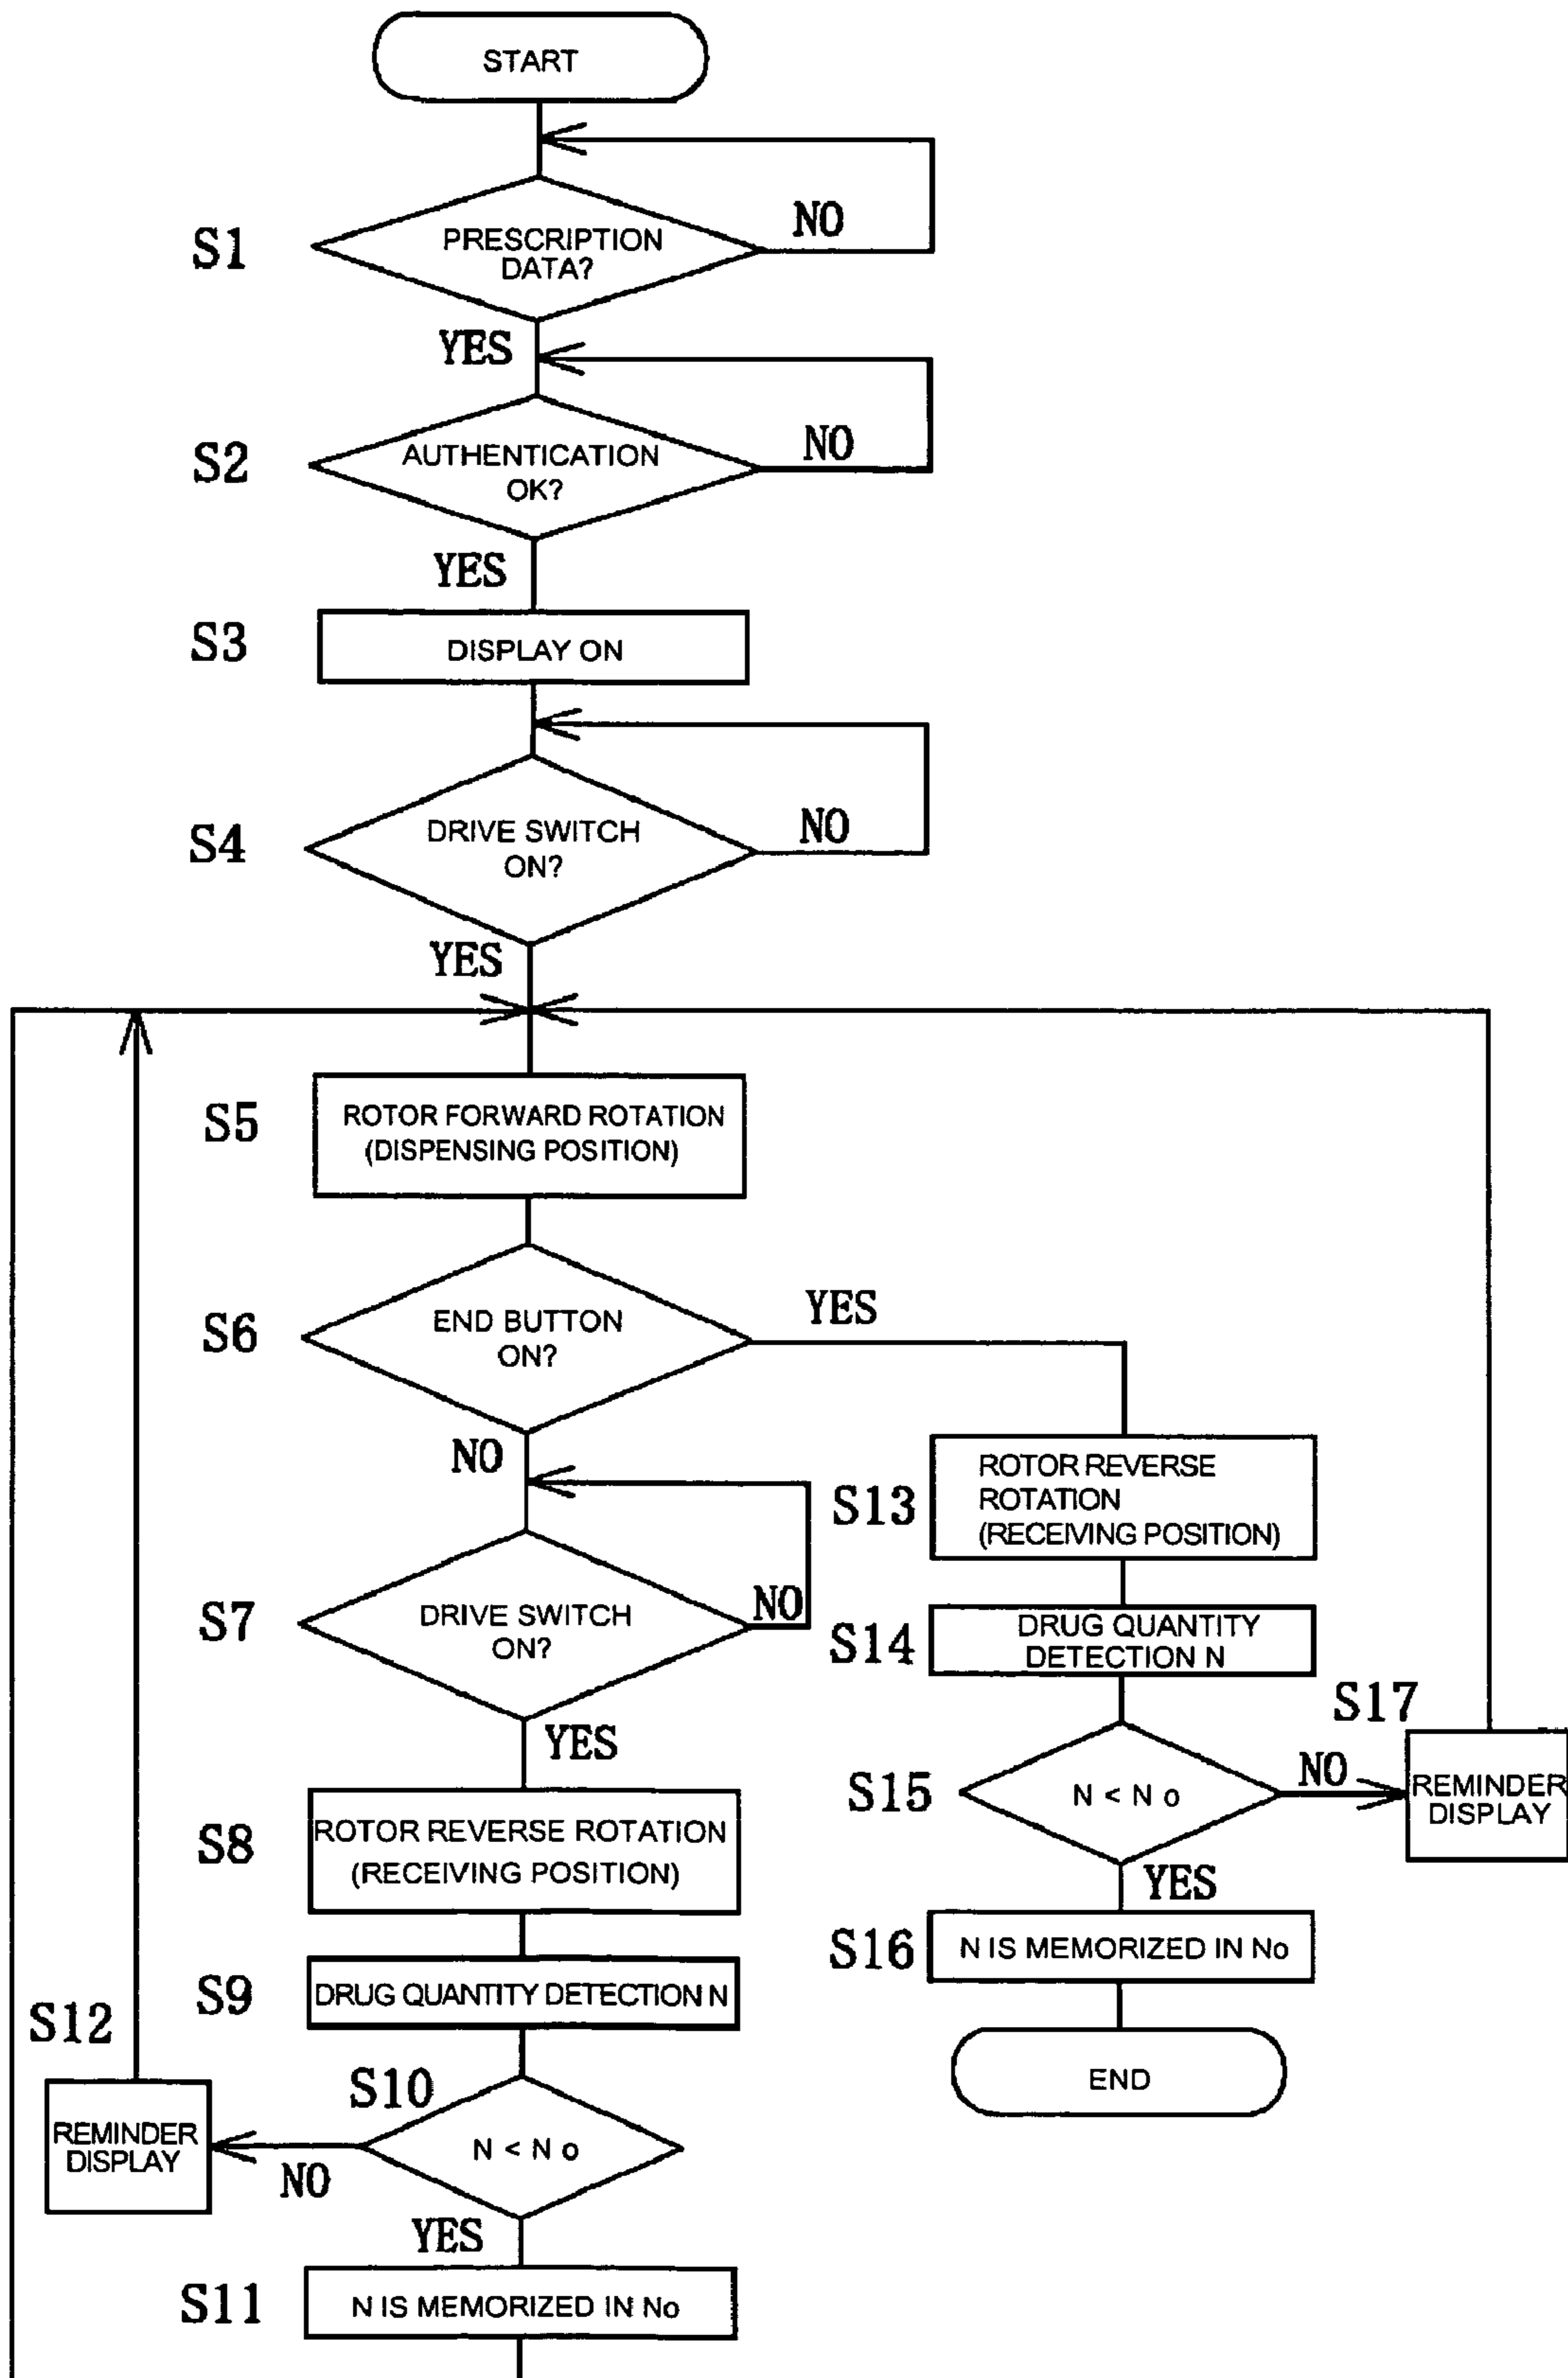 START
S1
PRESCRIPTION
DATA?
NO
YES
S2
AUTHENTICATION
OK?
NO
YES
S3
DISPLAY ON
S4
DRIVE SWITCH
ON?
NO
YES
S5
ROTOR FORWARD ROTATION
(DISPENSING POSITION)
S6
END BUTTON
ON?
YES
NO
S7
DRIVE SWITCH
ON?
NO
YES
S8
ROTOR REVERSE ROTATION
(RECEIVING POSITION)
S9
DRUG QUANTITY DETECTION N
S10
N < N o
NO
YES
S12
REMINDER
DISPLAY
S11
N IS MEMORIZED IN No
S13
ROTOR REVERSE
ROTATION
(RECEIVING POSITION)
S14
DRUG QUANTITY
DETECTION N
S15
N < N o
NO
YES
S17
REMINDER
DISPLAY
S16
N IS MEMORIZED IN No
END